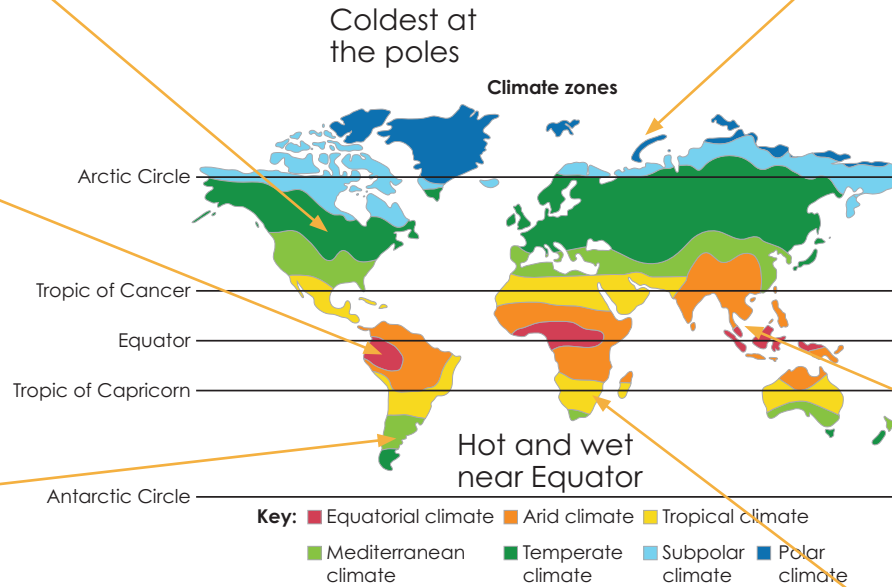 Coldest at
the poles
Climate zones
Arctic Circle
Tropic of Cancer
Equator
Tropic of Capricorn
Hot and wet
near Equator
Antarctic Circle
Key: Equatorial climate Arid climate Tropical climate
Mediterranean climate Temperate climate Subpolar climate Polar climate